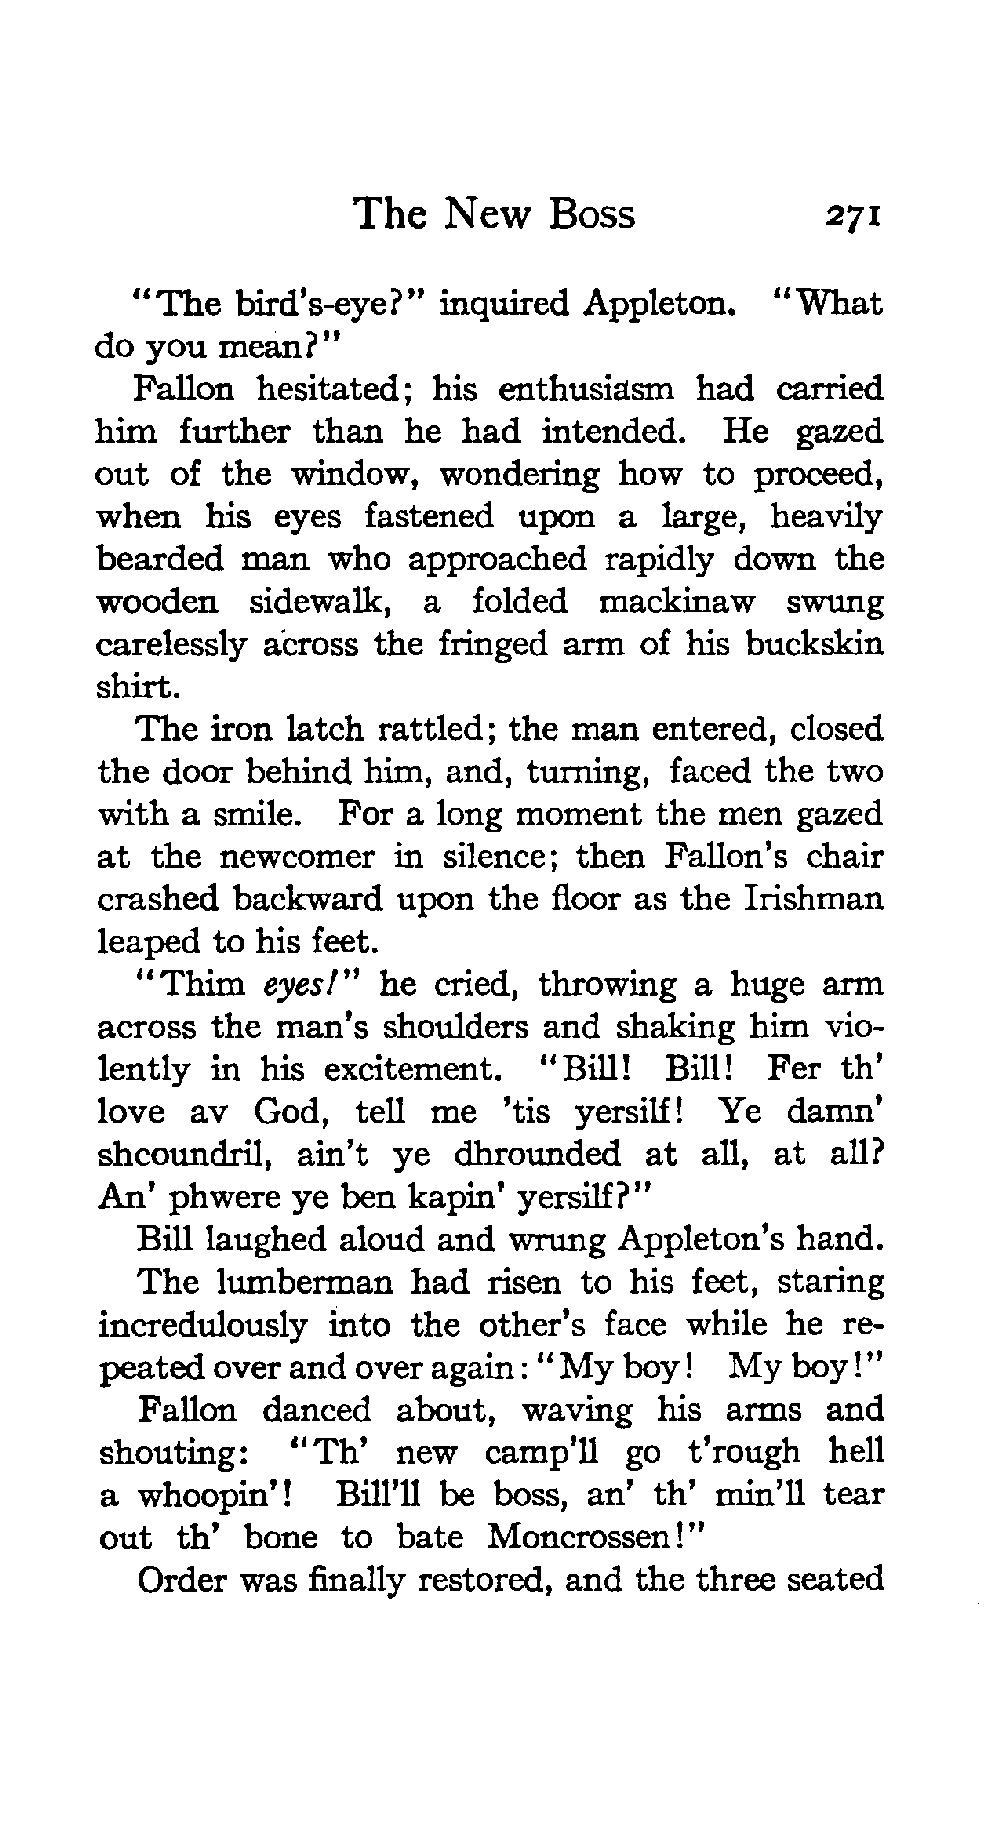 The New Boss 271
"The bird's-eye?" inquired Appleton. "What
do you mean?"
Fallon hesitated; his enthusiasm had carried
him further than he had intended. He gazed
out of the window, wondering how to proceed,
when his eyes fastened upon a large, heavily
bearded man who approached rapidly down the
wooden sidewalk, a folded mackinaw swung
carelessly across the fringed arm of his buckskin
shirt.
The iron latch rattled; the man entered, closed
the door behind him, and, turning, faced the two
with a smile. For a long moment the men gazed
at the newcomer in silence; then Fallon's chair
crashed backward upon the floor as the Irishman
leaped to his feet.
"Thim eyes!" he cried, throwing a huge arm
across the man's shoulders and shaking him vio-
lently in his excitement. "Bill! Bill! Fer th'
love av God, tell me 'tis yersilf! Ye damn'
shcoundril, ain't ye dhrounded at all, at all?
An' phwere ye ben kapin' yersilf?"
Bill laughed aloud and wrung Appleton's hand.
The lumberman had risen to his feet, staring
incredulously into the other's face while he re-
peated over and over again: "My boy! My boy!"
Fallon danced about, waving his arms and
shouting: "Th' new camp'll go t'rough hell
a whoopin'! Bill'll be boss, an' th' min'll tear
out th' bone to bate Moncrossen!"
Order was finally restored, and the three seated